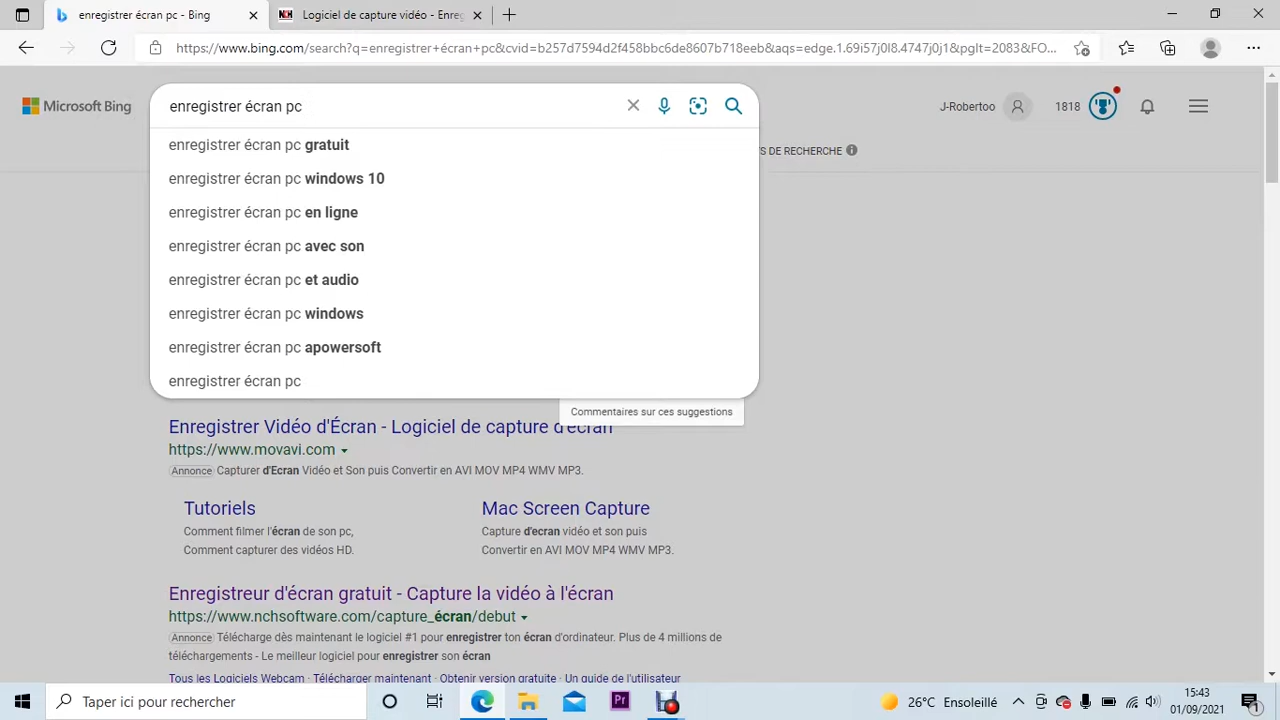 enregistrer écran pc - Bing
Logiciel de capture vidéo - Enreg
https://www.bing.com/search?q=enregistrer+écran+pc&cvid=b257d7594d2f458bbc6de8607b718eeb&aqs=edge.1.69i57j0l8.4747j0j1&pglt=2083&FO...
Microsoft Bing
enregistrer écran pc
J-Robertoo
1818
enregistrer écran pc gratuit
TS DE RECHERCHE
enregistrer écran pc windows 10
enregistrer écran pc en ligne
enregistrer écran pc avec son
enregistrer écran pc et audio
enregistrer écran pc windows
enregistrer écran pc apowersoft
enregistrer écran pc
Commentaires sur ces suggestions
Enregistrer Vidéo d'Écran - Logiciel de capture d'écran
https://www.movavi.com
Annonce Capturer d'Ecran Vidéo et Son puis Convertir en AVI MOV MP4 WMV MP3.
Tutoriels
Comment filmer l'écran de son pc,
Comment capturer des vidéos HD.
Mac Screen Capture
Capture d'ecran vidéo et son puis
Convertir en AVI MOV MP4 WMV MP3.
Enregistreur d'écran gratuit - Capture la vidéo à l'écran
https://www.nchsoftware.com/capture_écran/debut
Annonce Télécharge dès maintenant le logiciel #1 pour enregistrer ton écran d'ordinateur. Plus de 4 millions de
téléchargements - Le meilleur logiciel pour enregistrer son écran
Tous les Logiciels Webcam · Télécharger maintenant · Obtenir version gratuite · Un guide de l'utilisateur
Taper ici pour rechercher
Pr
26°C Ensoleillé
15:43
01/09/2021
1